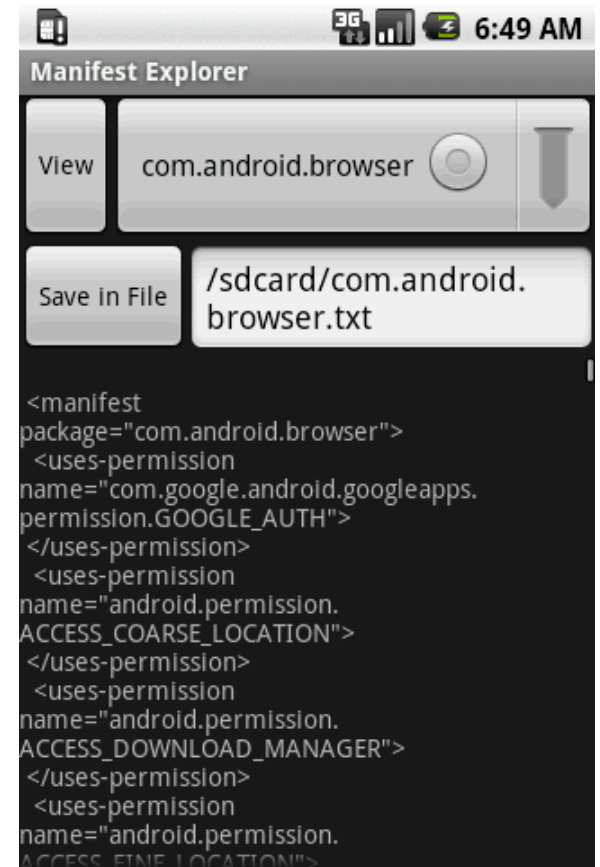 3G 6:49 AM
Manifest Explorer
View com.android.browser
Save in File /sdcard/com.android.
browser.txt
<manifest
package="com.android.browser">
<uses-permission
name="com.google.android.googleapps.
permission.GOOGLE_AUTH">
</uses-permission>
<uses-permission
name="android.permission.
ACCESS_COARSE_LOCATION">
</uses-permission>
<uses-permission
name="android.permission.
ACCESS_DOWNLOAD_MANAGER">
</uses-permission>
<uses-permission
name="android.permission.
ACCESS_FINE_LOCATION">